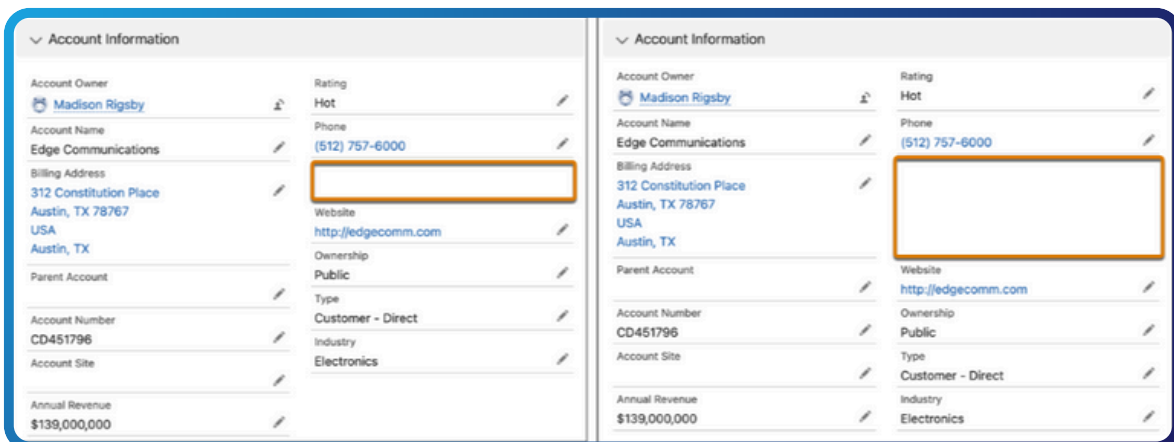 Account Information
Account Owner
Madison Rigsby
Account Name
Edge Communications
Billing Address
312 Constitution Place
Austin, TX 78767
USA
Austin, TX
Parent Account
Account Number
CD451796
Account Site
Annual Revenue
$139,000,000
Rating
Hot
Phone
(512) 757-6000
Website
http://edgecomm.com
Ownership
Public
Type
Customer - Direct
Industry
Electronics
Account Information
Account Owner
Madison Rigsby
Account Name
Edge Communications
Billing Address
312 Constitution Place
Austin, TX 78767
USA
Austin, TX
Parent Account
Account Number
CD451796
Account Site
Annual Revenue
$139,000,000
Rating
Hot
Phone
(512) 757-6000
Website
http://edgecomm.com
Ownership
Public
Type
Customer - Direct
Industry
Electronics